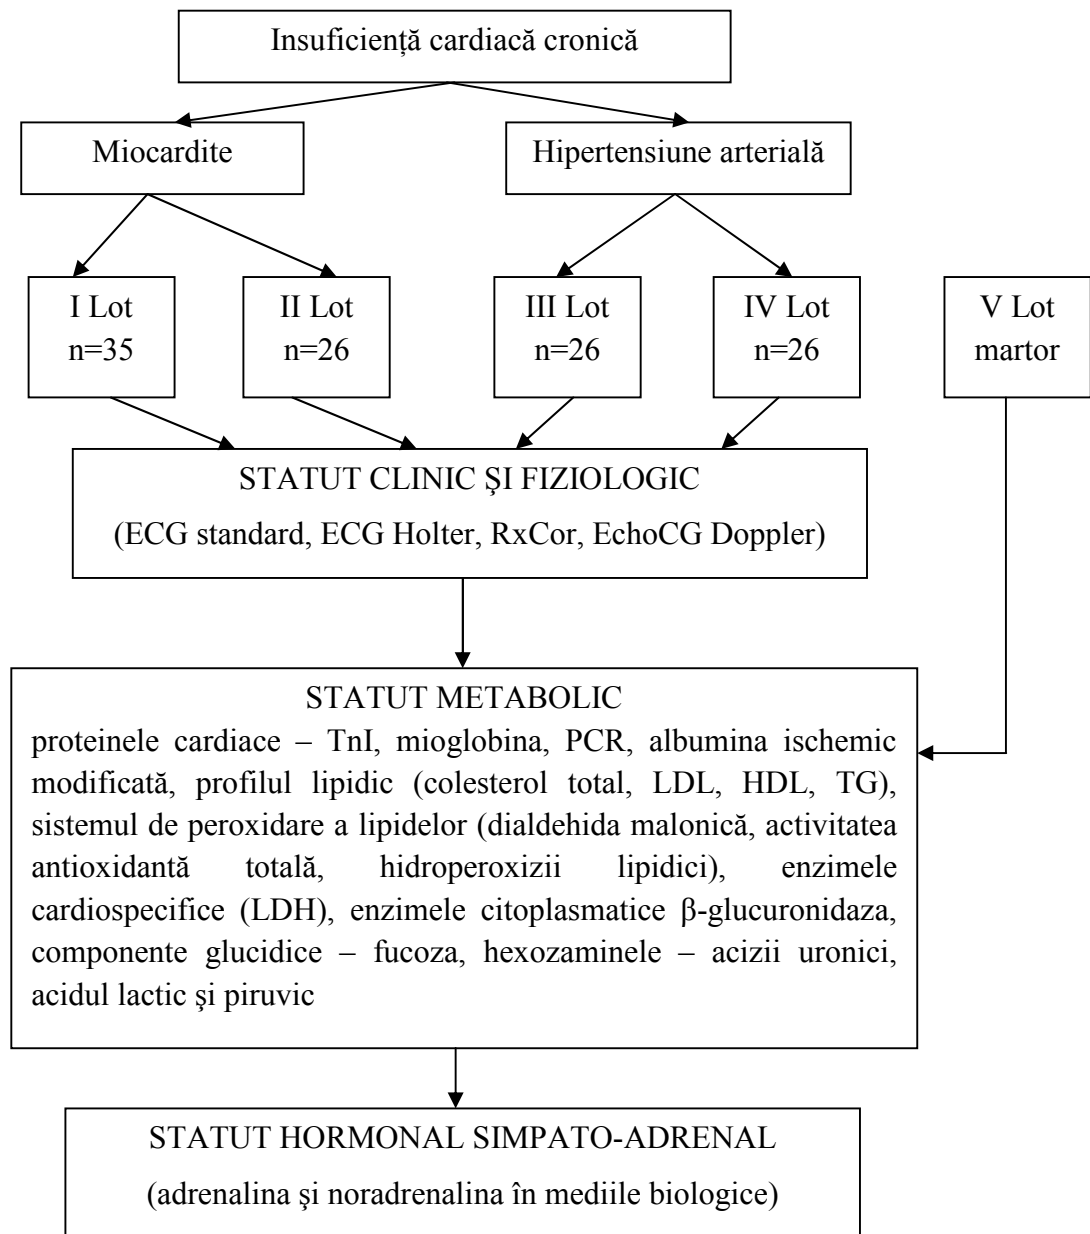 Insuficiență cardiacă cronică
Miocardite
Hipertensiune arterială
I Lot
n=35
II Lot
n=26
III Lot
n=26
IV Lot
n=26
V Lot
martor
STATUT CLINIC ŞI FIZIOLOGIC
(ECG standard, ECG Holter, RxCor, EchoCG Doppler)
STATUT METABOLIC
proteinele cardiace – TnI, mioglobina, PCR, albumina ischemic
modificată, profilul lipidic (colesterol total, LDL, HDL, TG),
sistemul de peroxidare a lipidelor (dialdehida malonică, activitatea
antioxidantă totală, hidroperoxizii lipidici), enzimele
cardiospecifice (LDH), enzimele citoplasmatice β-glucuronidaza,
componente glucidice – fucoza, hexozaminele – acizii uronici,
acidul lactic şi piruvic
STATUT HORMONAL SIMPATO-ADRENAL
(adrenalina şi noradrenalina în mediile biologice)